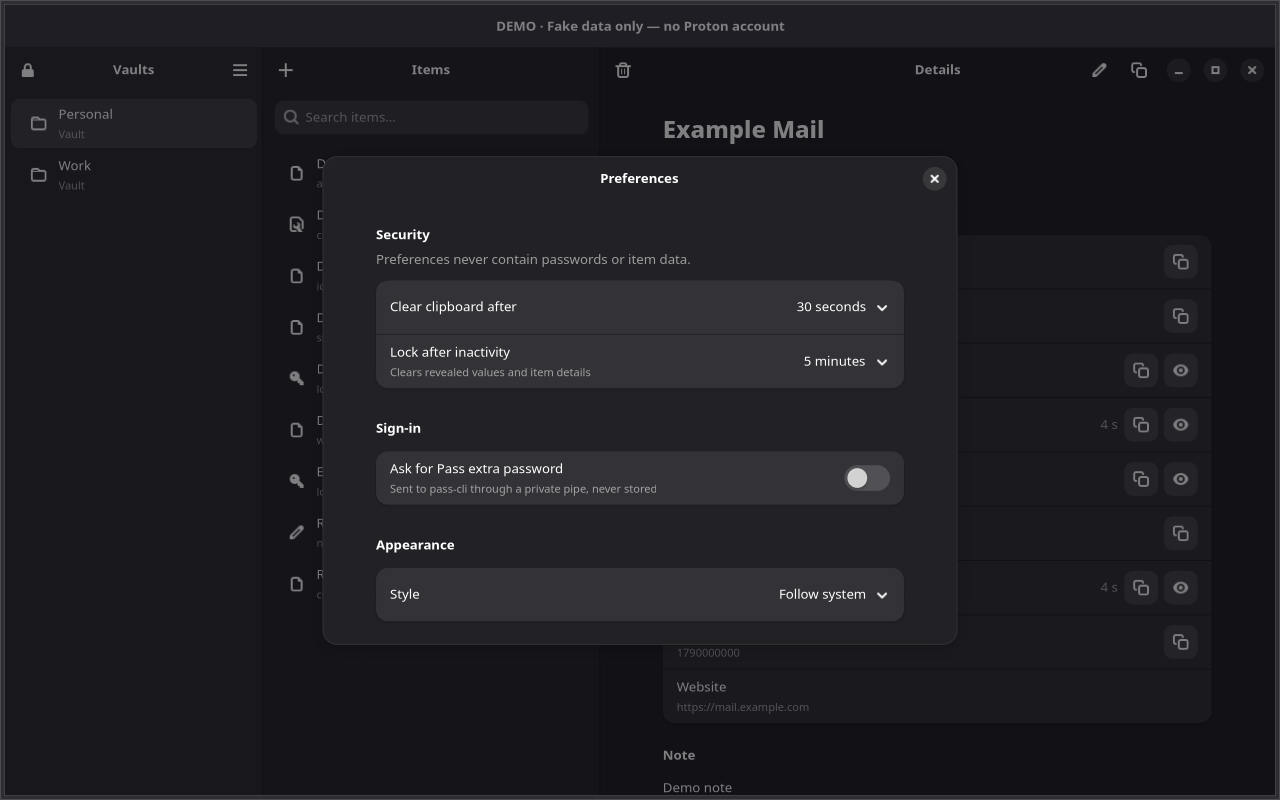 DEMO · Fake data only — no Proton account
Vaults
Items
Details
Personal
Vault
Work
Vault
Search items...
Example Mail
Preferences
Security
Preferences never contain passwords or item data.
Clear clipboard after
30 seconds
Lock after inactivity
Clears revealed values and item details
5 minutes
Sign-in
Ask for Pass extra password
Sent to pass-cli through a private pipe, never stored
Appearance
Style
Follow system
4 s
4 s
1790000000
Website
https://mail.example.com
Note
Demo note